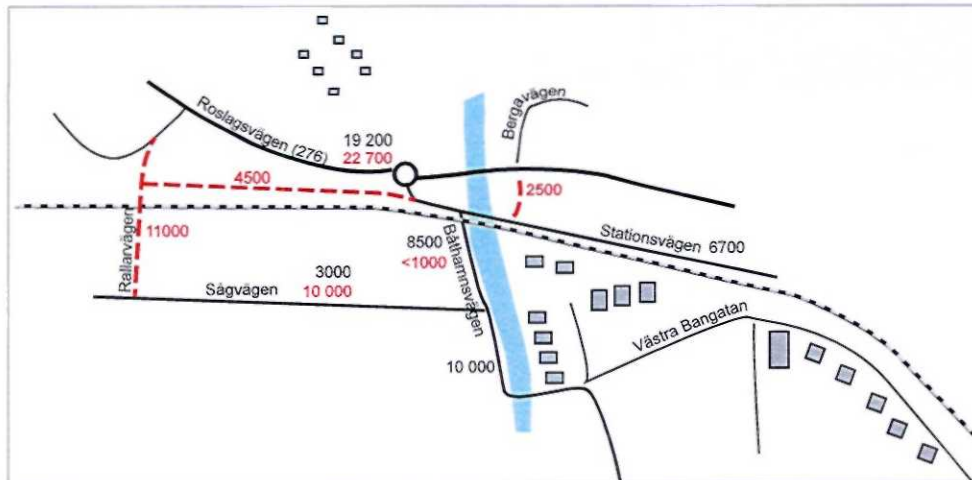 Bergavägen
Roslagsvägen (276)
19 200
22 700
4500
2500
Rallarvägen
11000
Stationsvägen 6700
8500
<1000
Båthamnsvägen
3000
Sågvägen
10 000
Västra Bangatan
10 000